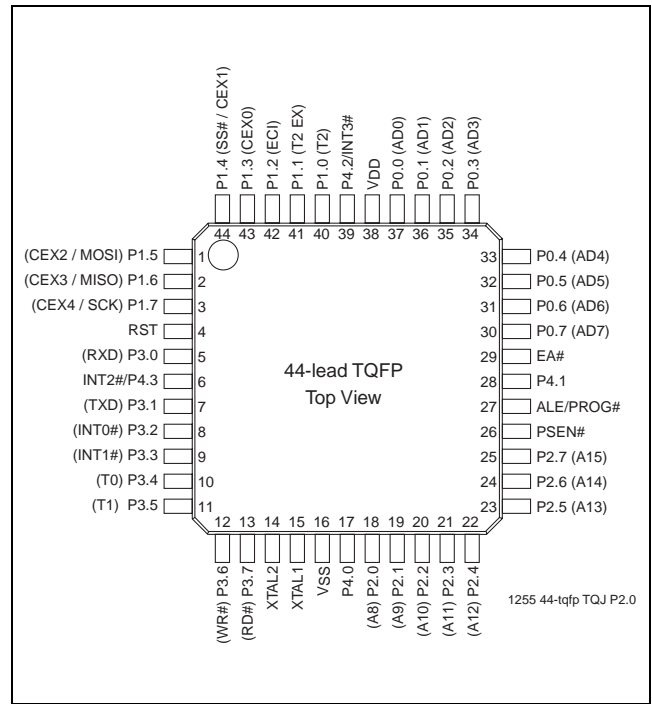 P1.4 (SS# / CEX1)
P1.3 (CEX0)
P1.2 (ECI)
P1.1 (T2 EX)
P1.0 (T2)
P4.2/INT3#
VDD
P0.0 (AD0)
P0.1 (AD1)
P0.2 (AD2)
P0.3 (AD3)
44 43 42 41 40 39 38 37 36 35 34
(CEX2 / MOSI) P1.5 1
(CEX3 / MISO) P1.6 2
(CEX4 / SCK) P1.7 3
RST 4
(RXD) P3.0 5
INT2#/P4.3 6
(TXD) P3.1 7
(INT0#) P3.2 8
(INT1#) P3.3 9
(T0) P3.4 10
(T1) P3.5 11
44-lead TQFP
Top View
33 P0.4 (AD4)
32 P0.5 (AD5)
31 P0.6 (AD6)
30 P0.7 (AD7)
29 EA#
28 P4.1
27 ALE/PROG#
26 PSEN#
25 P2.7 (A15)
24 P2.6 (A14)
23 P2.5 (A13)
12 13 14 15 16 17 18 19 20 21 22
(WR#) P3.6
(RD#) P3.7
XTAL2
XTAL1
VSS
P4.0
(A8) P2.0
(A9) P2.1
(A10) P2.2
(A11) P2.3
(A12) P2.4
1255 44-tqfp TQJ P2.0